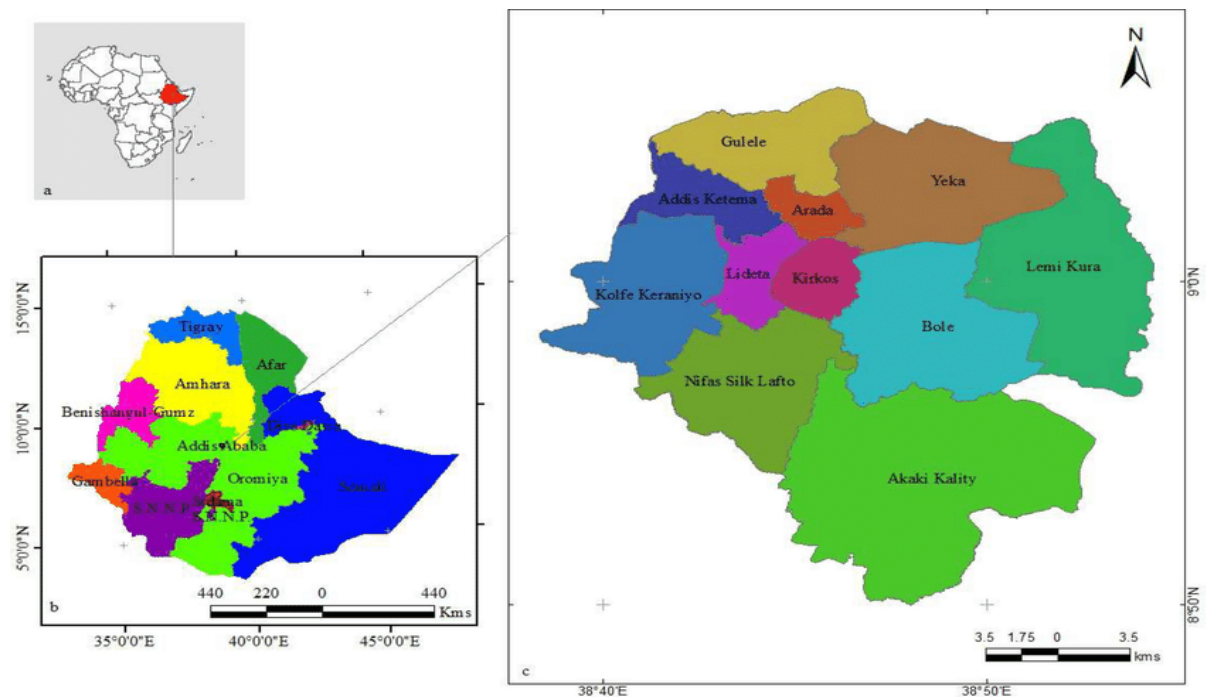 a
15°0'0"N
10°0'0"N
5°0'0"N
Tigray
Afar
Amhara
Benishangul-Gumz
Dire Dawa
Addis Ababa
Oromiya
Gambella
Somali
Sidama
S.N.N.P.
S.N.N.P.
440 220 0 440
Kms
b
35°0'0"E 40°0'0"E 45°0'0"E
N
Gulele
Yeka
Addis Ketema
Arada
Lemi Kura
Lideta
Kirkos
Kolfe Keraniyo
Bole
Nifas Silk Lafto
Akaki Kality
9°0'N
8°50'N
3.5 1.75 0 3.5
kms
c
38°40'E 38°50'E